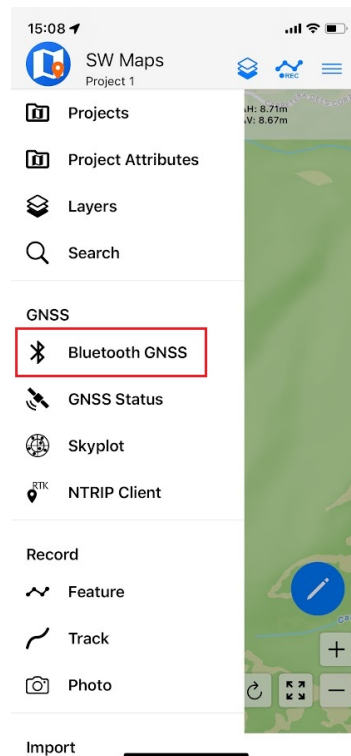 15:08
SW Maps
Project 1
REC
Projects
Project Attributes
Layers
Search
GNSS
Bluetooth GNSS
GNSS Status
Skyplot
RTK
NTRIP Client
Record
Feature
Track
Photo
Import
H: 8.71m
V: 8.67m
Ca